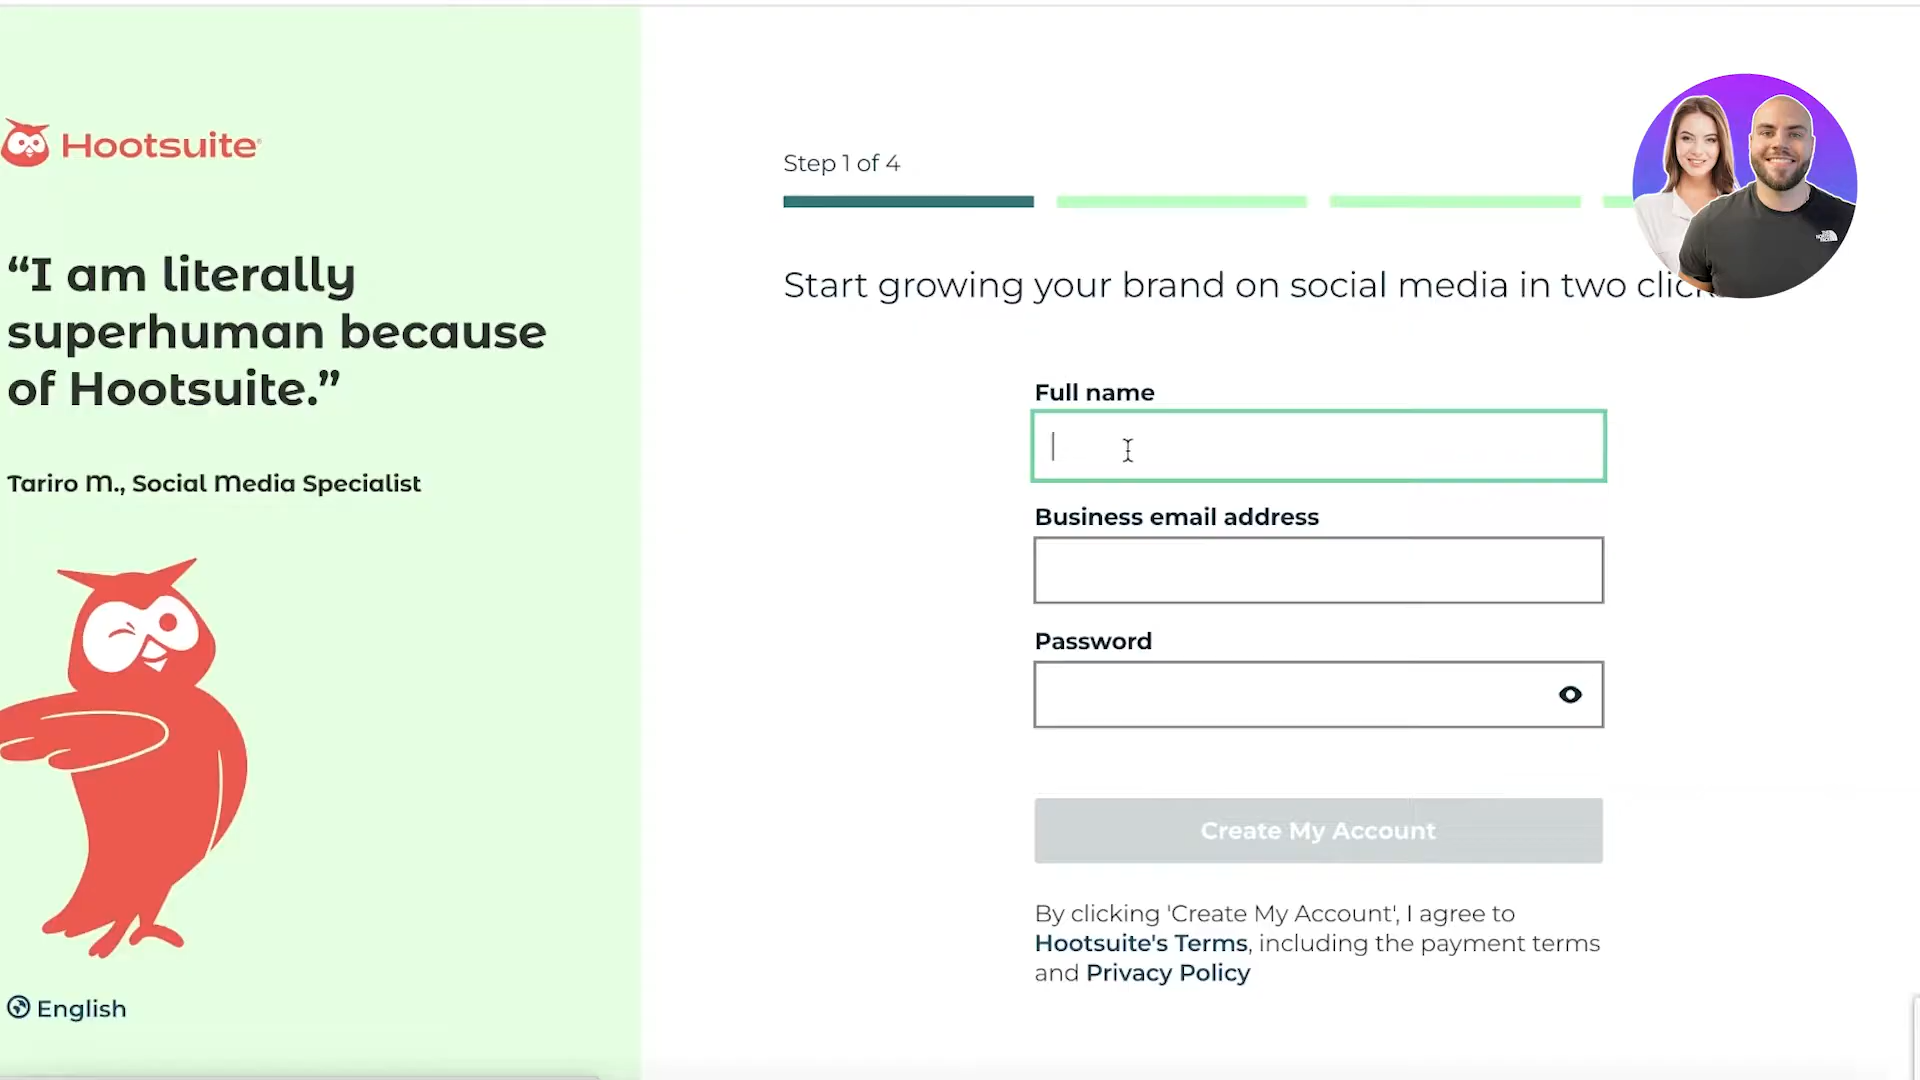 Hootsuite
“I am literally
superhuman because
of Hootsuite.”
Tariro M., Social Media Specialist
English
Step 1 of 4
Start growing your brand on social media in two
Full name
Business email address
Password
Create My Account
By clicking 'Create My Account', I agree to
Hootsuite's Terms, including the payment terms
and Privacy Policy